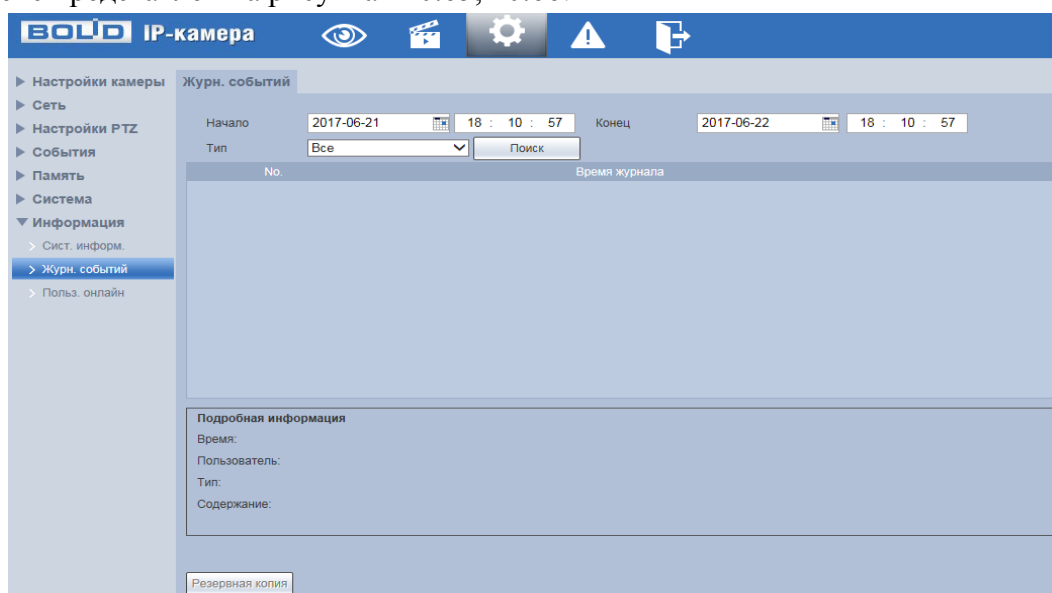 BOLID IP-камера
Настройки камеры
Сеть
Настройки PTZ
События
Память
Система
Информация
Сист. информ.
Журн. событий
Польз. онлайн
Журн. событий
Начало 2017-06-21 18 : 10 : 57 Конец 2017-06-22 18 : 10 : 57
Тип Все Поиск
No. Время журнала
Подробная информация
Время:
Пользователь:
Тип:
Содержание:
Резервная копия